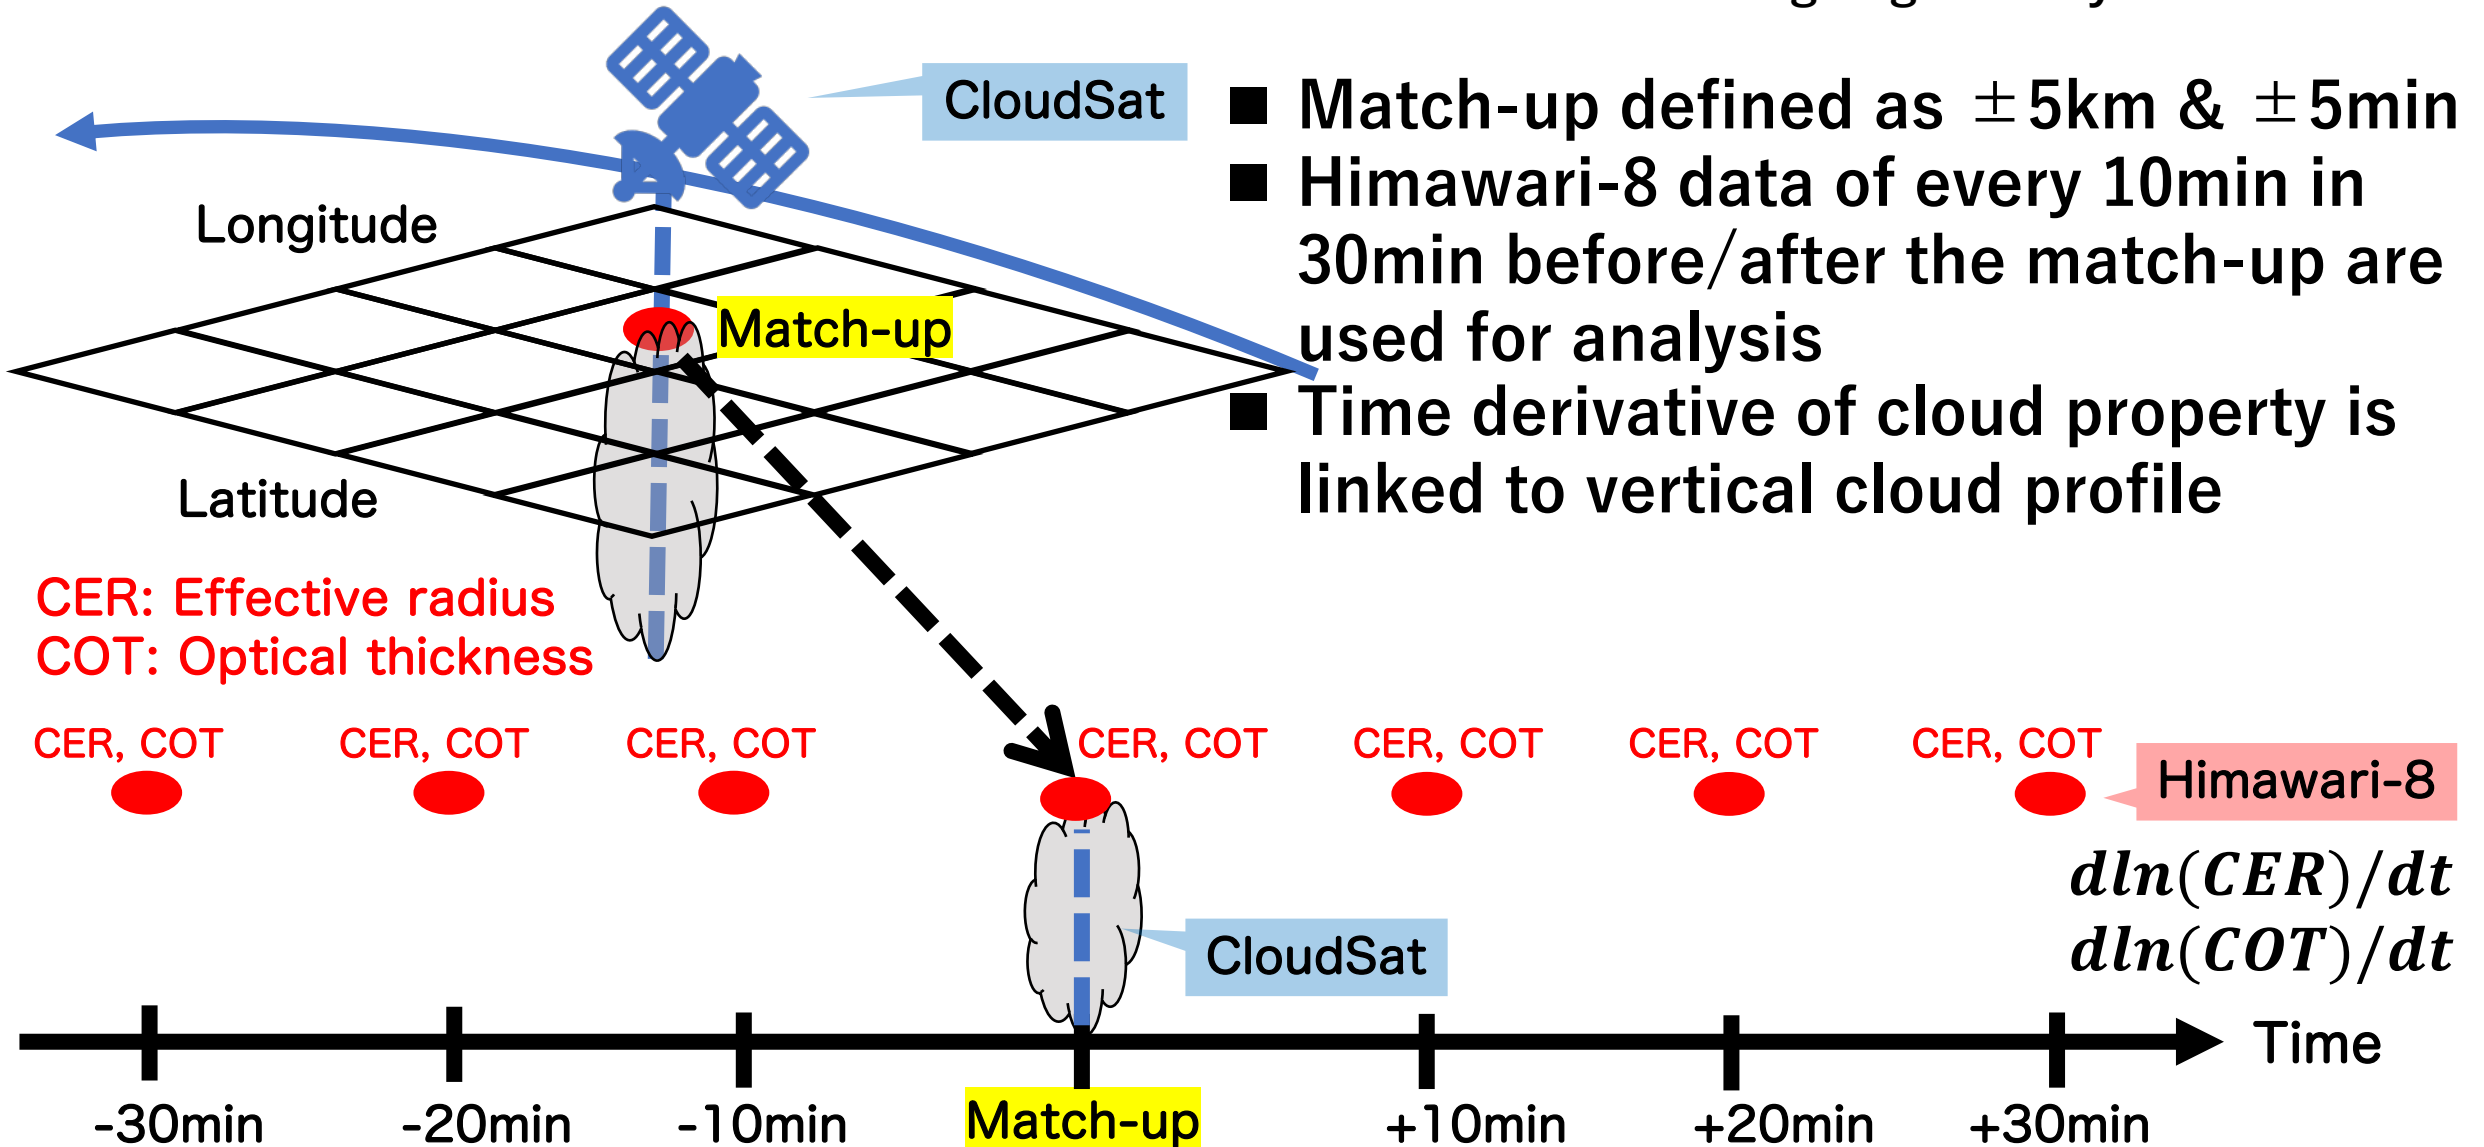 CloudSat
■ Match-up defined as ±5km & ±5min
■ Himawari-8 data of every 10min in
30min before/after the match-up are
used for analysis
■ Time derivative of cloud property is
linked to vertical cloud profile
Longitude
Match-up
Latitude
CER: Effective radius
COT: Optical thickness
CER, COT CER, COT CER, COT CER, COT CER, COT CER, COT CER, COT
Himawari-8
dln(CER)/dt
dln(COT)/dt
CloudSat
Time
-30min -20min -10min Match-up +10min +20min +30min